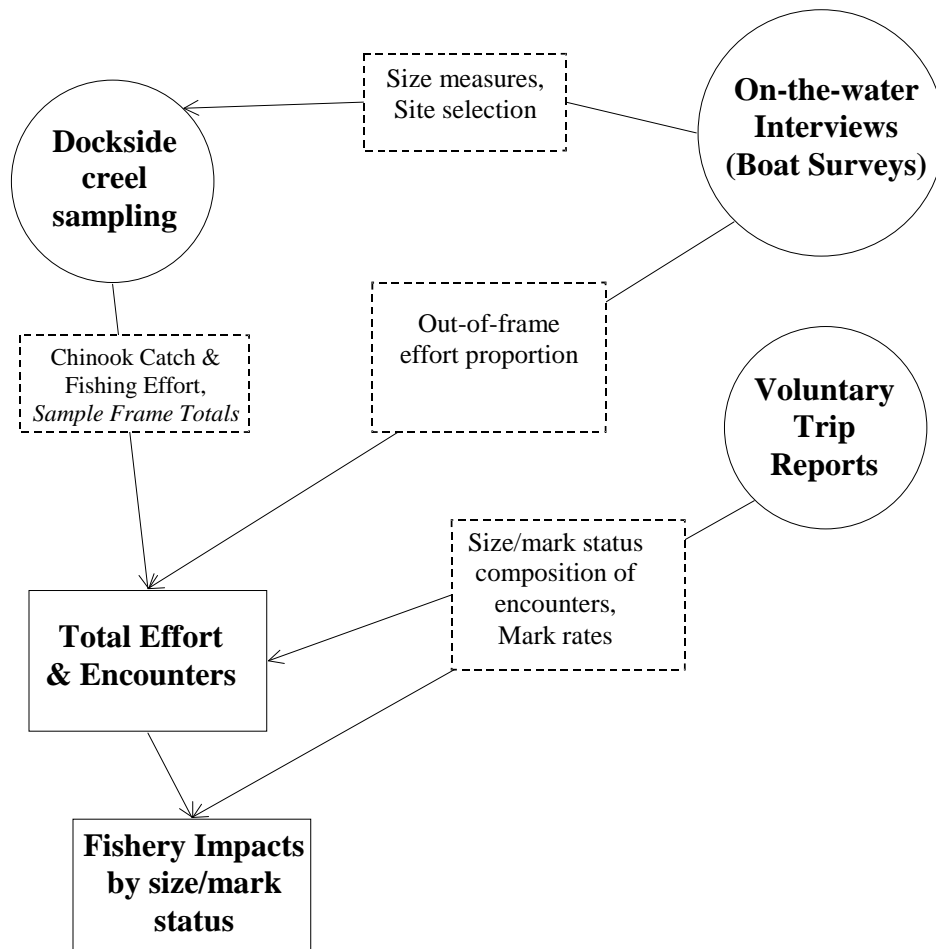 Size measures,
Site selection
On-the-water
Interviews
(Boat Surveys)
Dockside
creel
sampling
Out-of-frame
effort proportion
Chinook Catch &
Fishing Effort,
Sample Frame Totals
Voluntary
Trip
Reports
Size/mark status
composition of
encounters,
Mark rates
Total Effort
& Encounters
Fishery Impacts
by size/mark
status